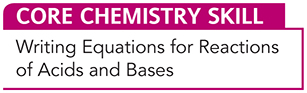 CORE CHEMISTRY SKILL
Writing Equations for Reactions
of Acids and Bases